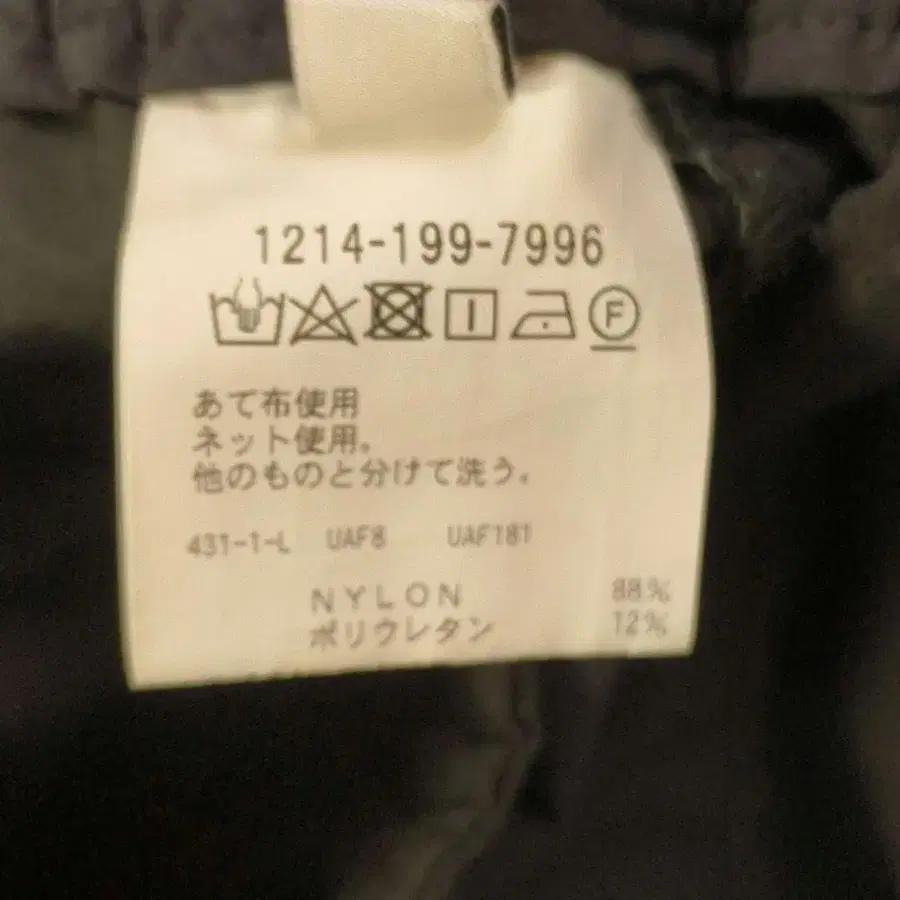 1214-199-7996
F
あて布使用
ネット使用。
他のものと分けて洗う。
431-1-L UAF8 UAF181
NYLON 88%
ポリウレタン 12%